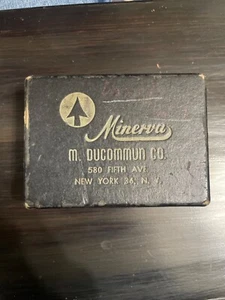 Minerva
M. DUCOMMUN CO.
580 FIFTH AVE.
NEW YORK 36, N. Y.